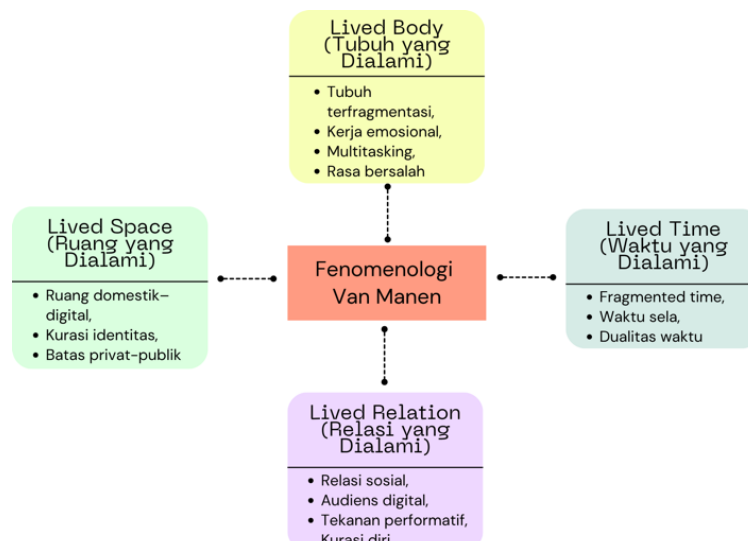 Lived Body
(Tubuh yang
Dialami)
Tubuh
terfragmentasi,
Kerja emosional,
Multitasking,
Rasa bersalah
Lived Space
(Ruang yang
Dialami)
Ruang domestik–
digital,
Kurasi identitas,
Batas privat-publik
Fenomenologi
Van Manen
Lived Time
(Waktu yang
Dialami)
Fragmented time,
Waktu sela,
Dualitas waktu
Lived Relation
(Relasi yang
Dialami)
Relasi sosial,
Audiens digital,
Tekanan performatif,
Kurasi diri